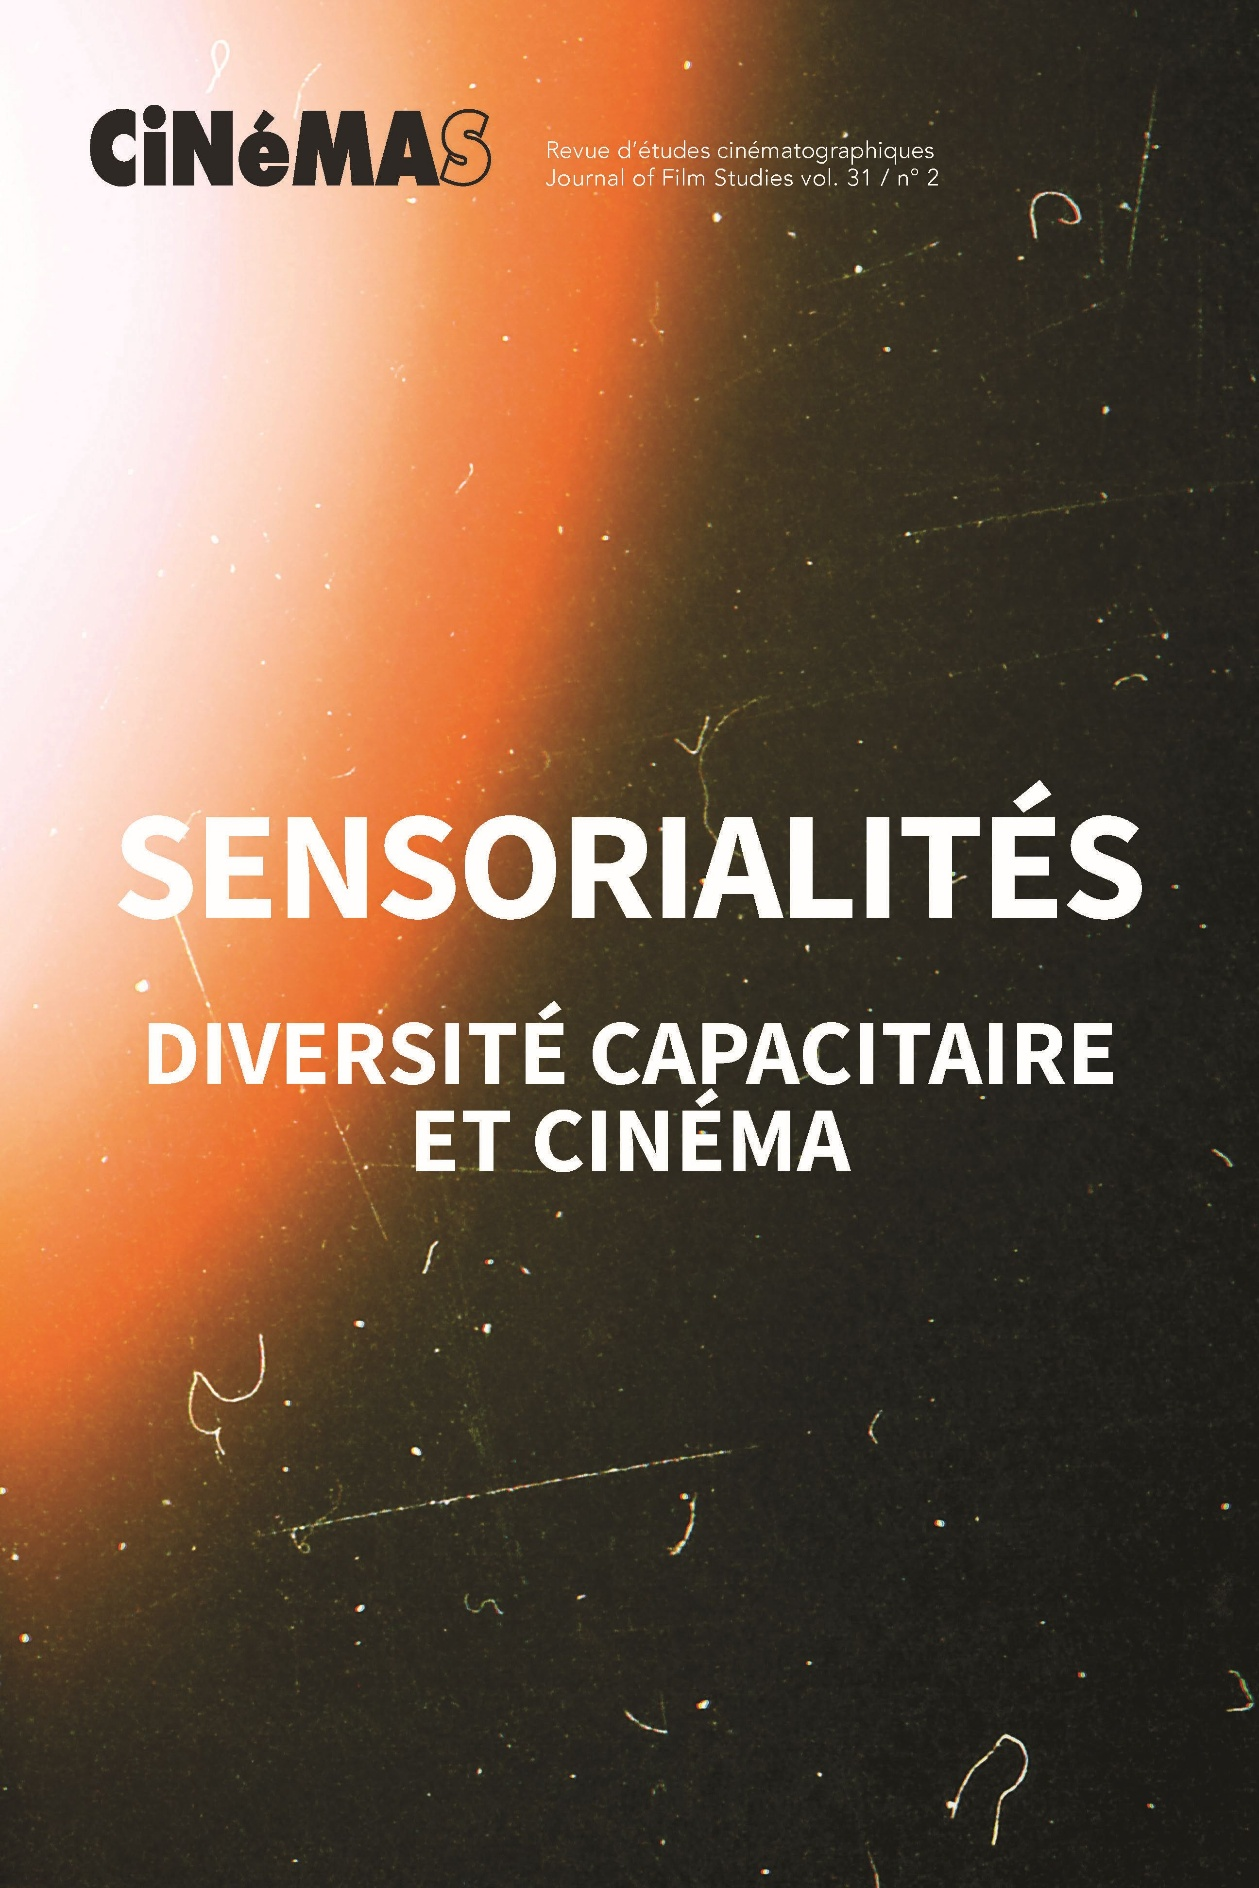 CiNéMAS
Revue d'études cinématographiques
Journal of Film Studies vol. 31 / n° 2
SENSORIALITÉS
DIVERSITÉ CAPACITAIRE
ET CINÉMA